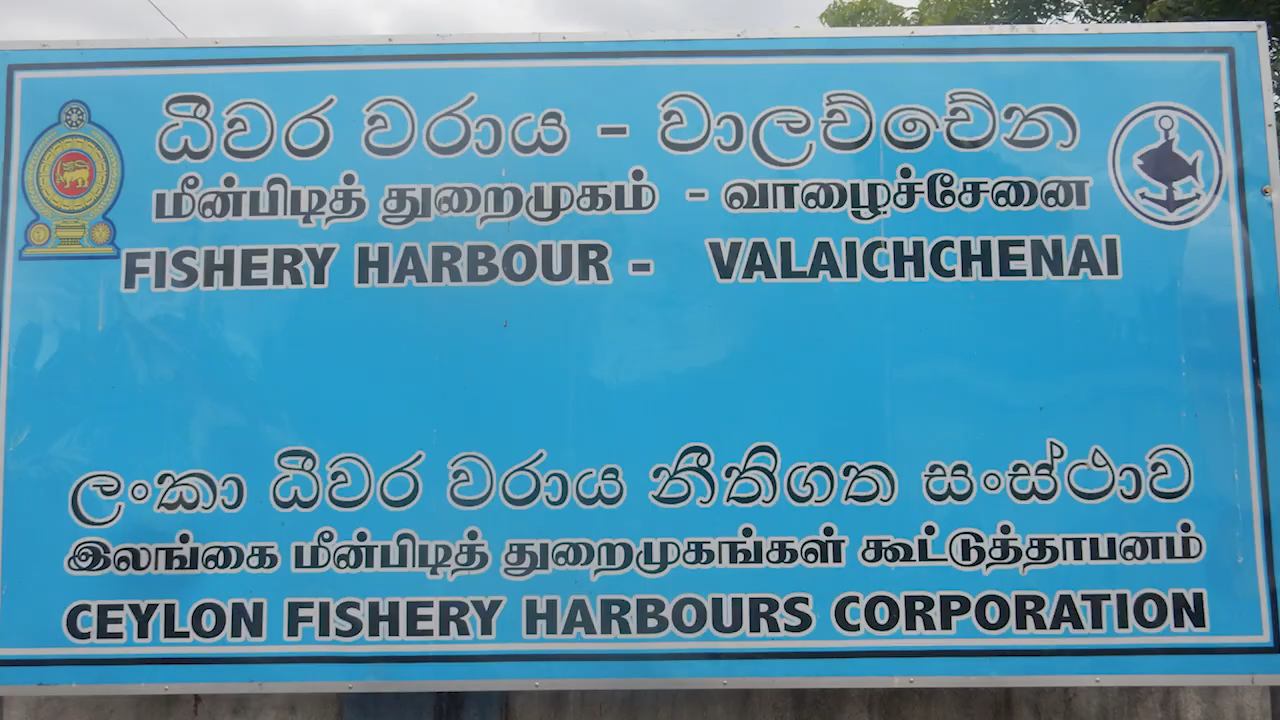 ධීවර වරාය - වාලච්චේන
மீன்பிடித் துறைமுகம் - வாழைச்சேனை
FISHERY HARBOUR - VALAICHCHENAI
ලංකා ධීවර වරාය නීතිගත සංස්ථාව
இலங்கை மீன்பிடித் துறைமுகங்கள் கூட்டுத்தாபனம்
CEYLON FISHERY HARBOURS CORPORATION